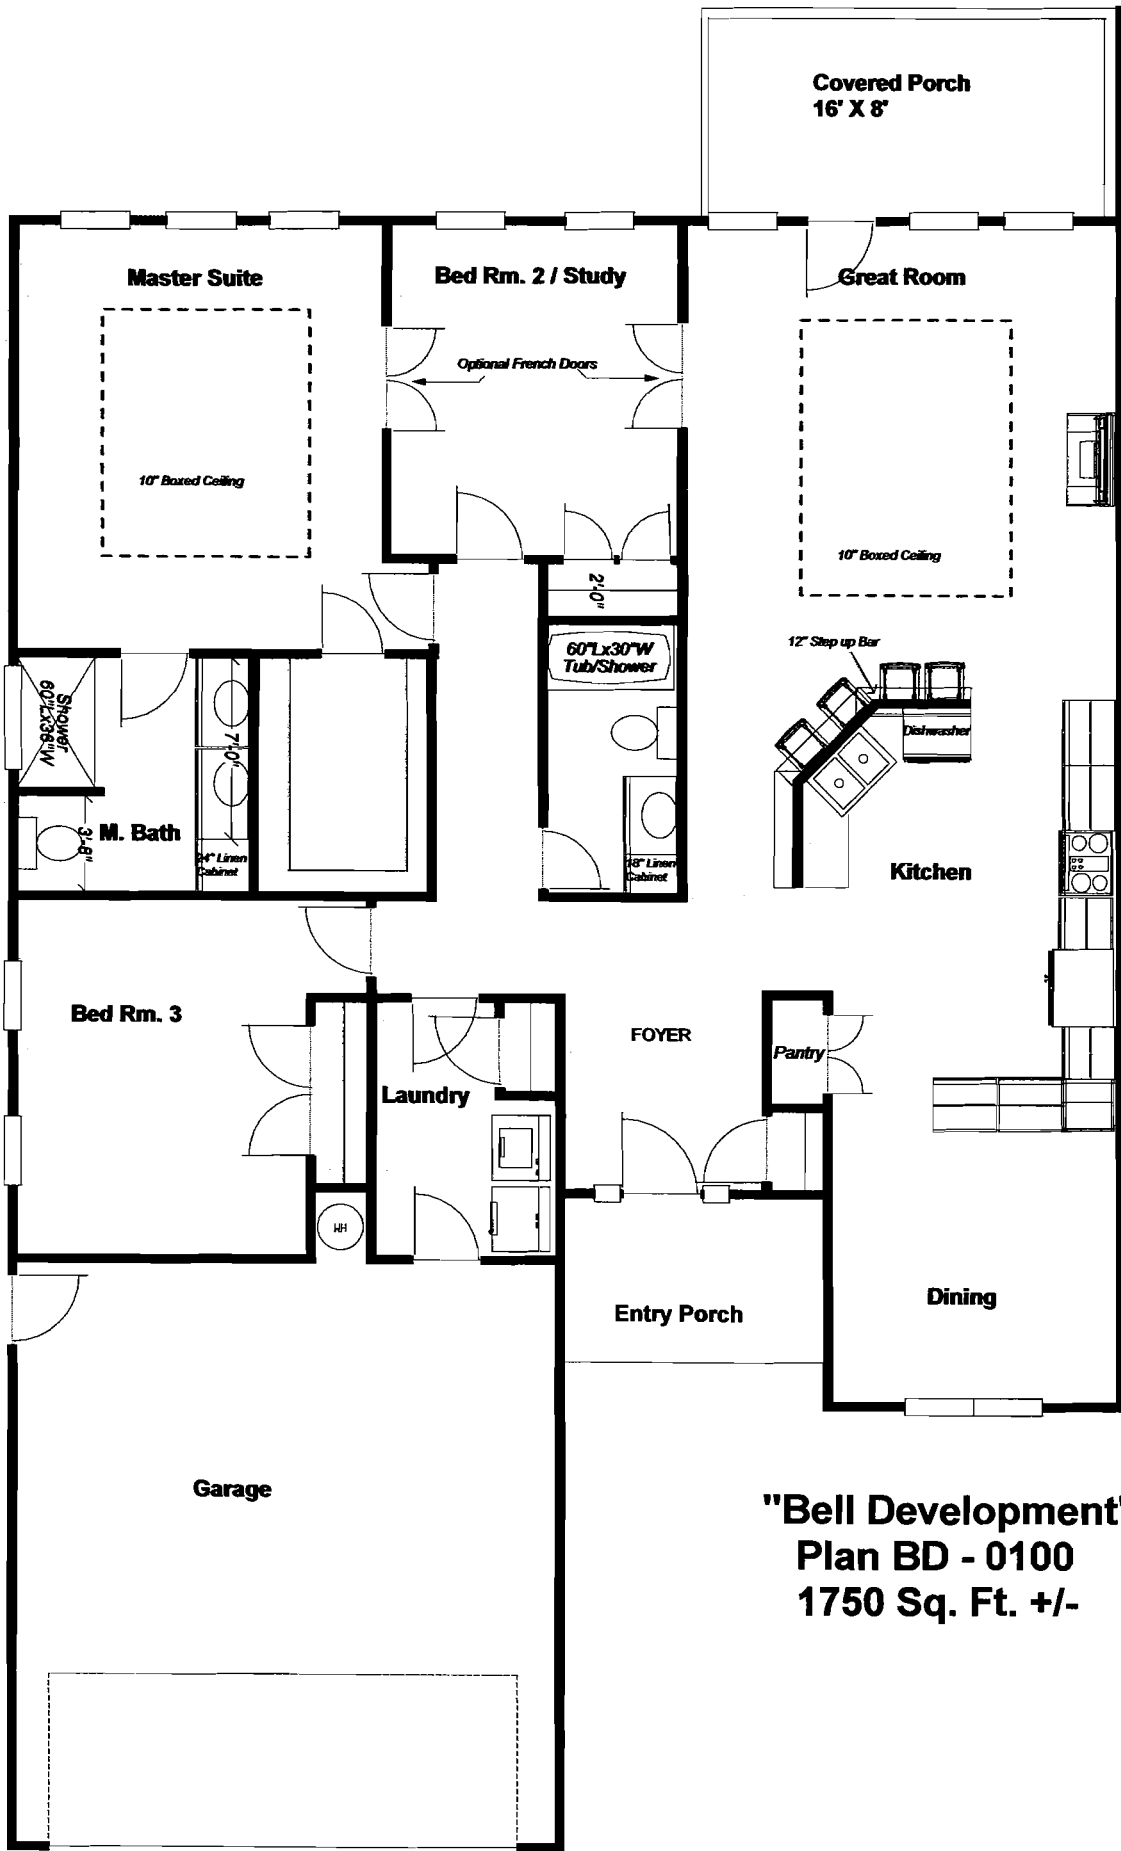 Covered Porch
16' X 8'
Master Suite
Bed Rm. 2 / Study
Great Room
Optional French Doors
10" Boxed Ceiling
10" Boxed Ceiling
2'-0"
60"Lx30"W
Tub/Shower
12" Step up Bar
Shower
60"Lx36"W
7'-0"
Dishwasher
M. Bath
3'-8"
24" Linen
Cabinet
18" Linen
Cabinet
Kitchen
Bed Rm. 3
FOYER
Pantry
Laundry
WH
Entry Porch
Dining
Garage
"Bell Development"
Plan BD - 0100
1750 Sq. Ft. +/-